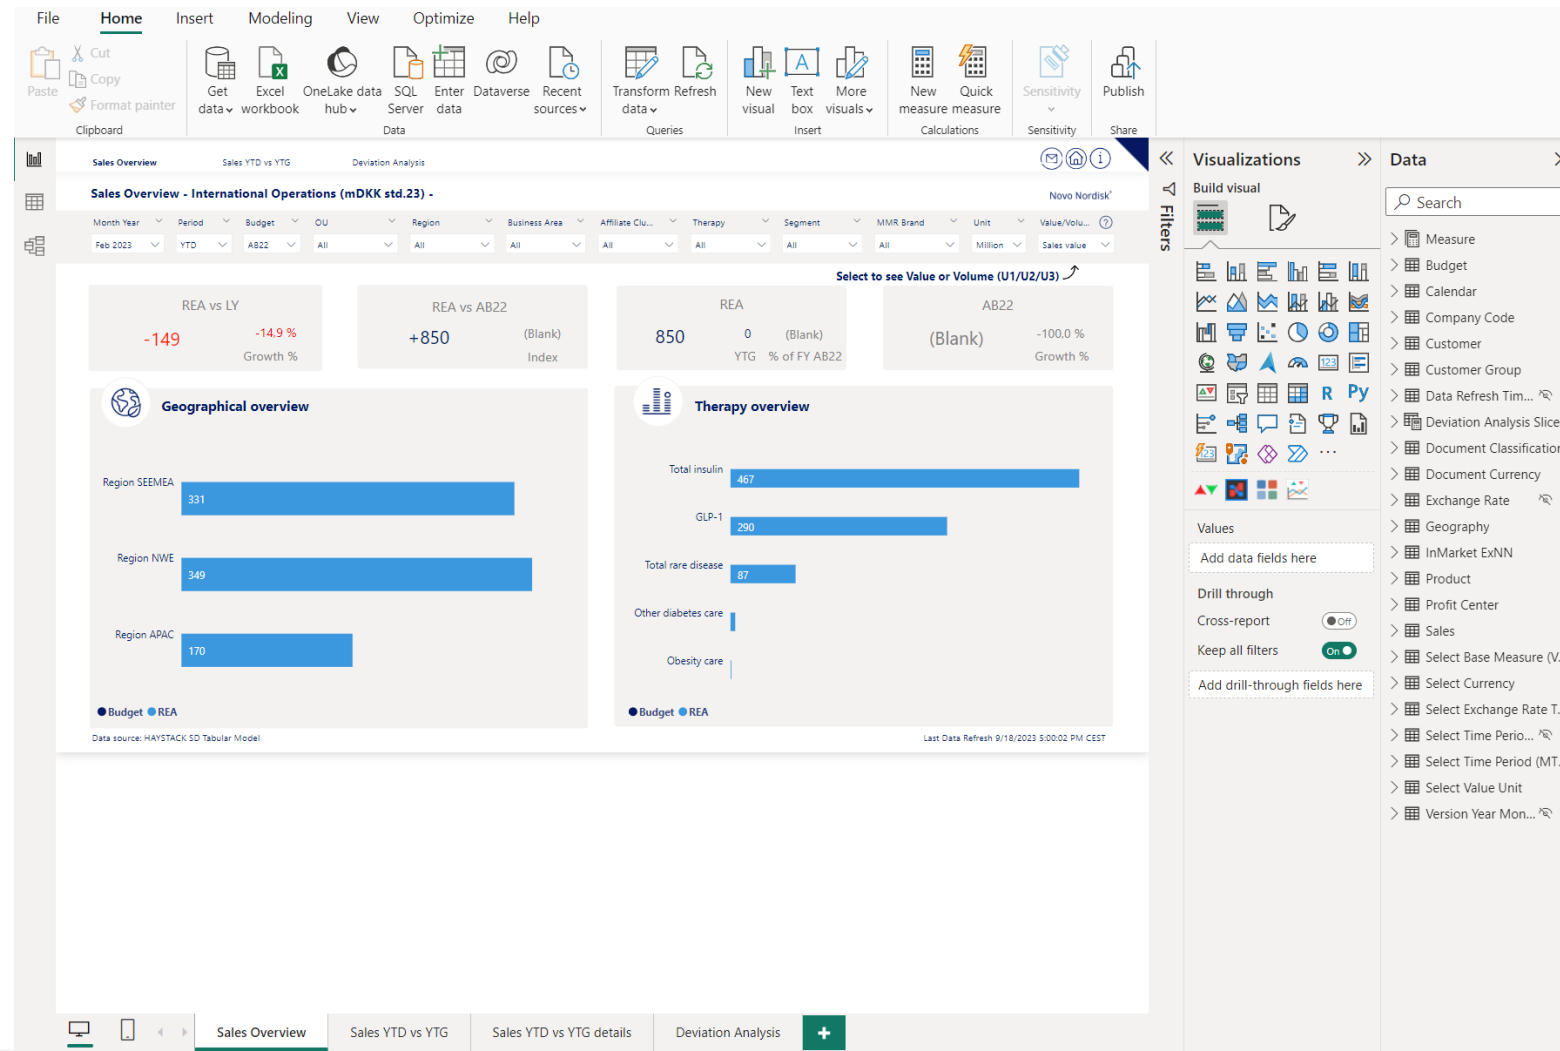 File Home Insert Modeling View Optimize Help
Paste
Cut
Copy
Format painter
Clipboard
Get data
Excel workbook
OneLake data hub
SQL Server
Enter data
Dataverse
Recent sources
Data
Transform data
Refresh
Queries
New visual
Text box
More visuals
Insert
New measure
Quick measure
Calculations
Sensitivity
Sensitivity
Publish
Share
Sales Overview Sales YTD vs YTG Deviation Analysis
Sales Overview - International Operations (mDKK std.23) -
Novo Nordisk®
Month Year Period Budget OU Region Business Area Affiliate Clu... Therapy Segment MMR Brand Unit Value/Volu...
Feb 2023 YTD AB22 All All All All All All All Million Sales value
Select to see Value or Volume (U1/U2/U3)
REA vs LY
-149
-14.9 %
Growth %
REA vs AB22
+850
(Blank)
Index
REA
850
0
YTG
(Blank)
% of FY AB22
AB22
(Blank)
-100.0 %
Growth %
Geographical overview
Region SEEMEA
331
Region NWE
349
Region APAC
170
Budget REA
Therapy overview
Total insulin
467
GLP-1
290
Total rare disease
87
Other diabetes care
Obesity care
Budget REA
Data source: HAYSTACK SD Tabular Model
Last Data Refresh 9/18/2023 5:00:02 PM CEST
Filters
Visualizations
Build visual
123
R Py
123
...
Values
Add data fields here
Drill through
Cross-report
Off
Keep all filters
On
Add drill-through fields here
Data
Search
Measure
Budget
Calendar
Company Code
Customer
Customer Group
Data Refresh Tim...
Deviation Analysis Slice
Document Classification
Document Currency
Exchange Rate
Geography
InMarket ExNN
Product
Profit Center
Sales
Select Base Measure (V.
Select Currency
Select Exchange Rate T.
Select Time Perio...
Select Time Period (MT.
Select Value Unit
Version Year Mon...
Sales Overview Sales YTD vs YTG Sales YTD vs YTG details Deviation Analysis +